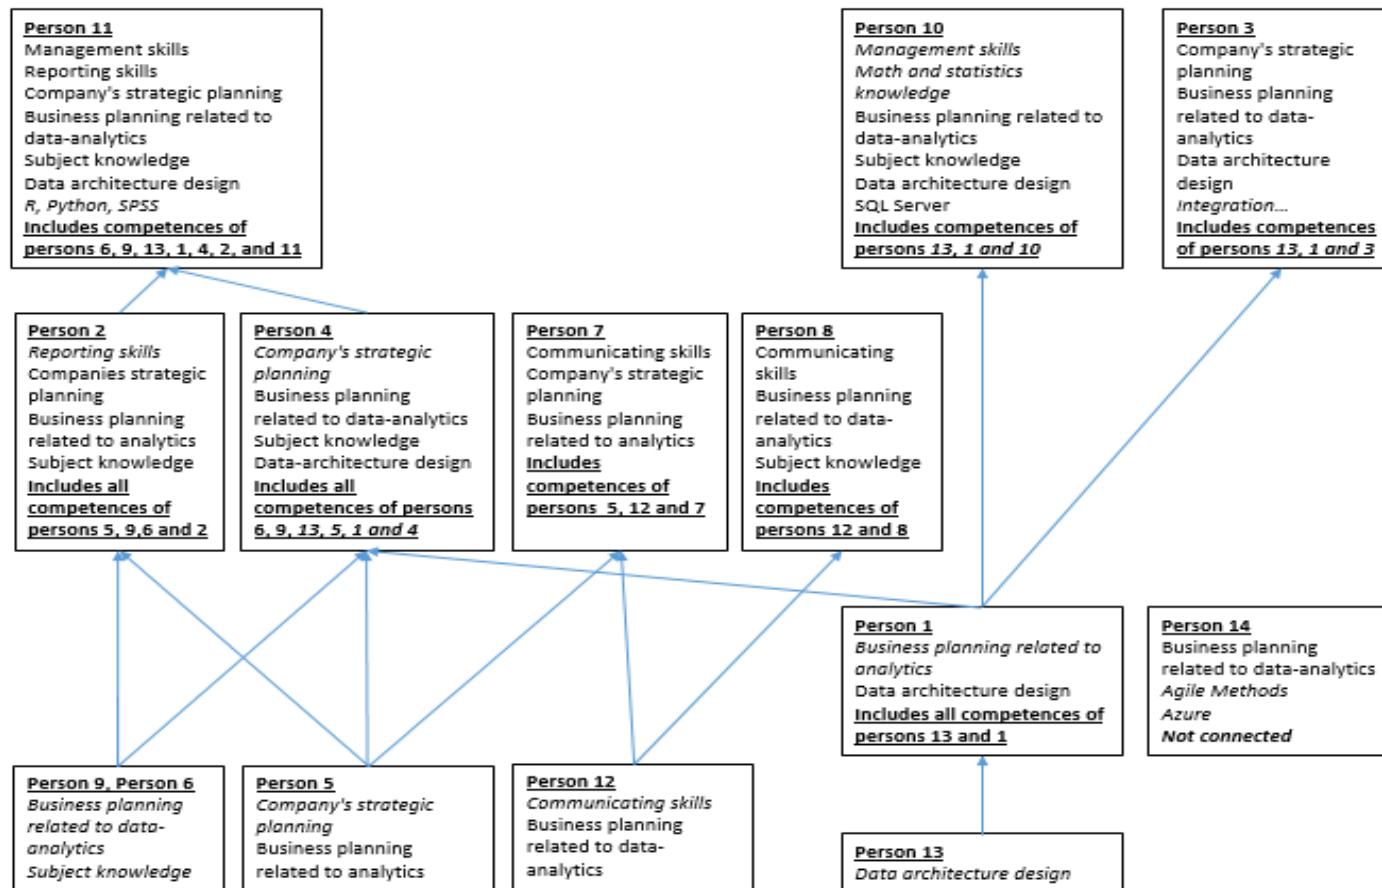 Person 11
Management skills
Reporting skills
Company's strategic planning
Business planning related to
data-analytics
Subject knowledge
Data architecture design
R, Python, SPSS
Includes competences of
persons 6, 9, 13, 1, 4, 2, and 11
Person 10
Management skills
Math and statistics
knowledge
Business planning related to
data-analytics
Subject knowledge
Data architecture design
SQL Server
Includes competences of
persons 13, 1 and 10
Person 3
Company's strategic
planning
Business planning
related to data-
analytics
Data architecture
design
Integration...
Includes competences
of persons 13, 1 and 3
Person 2
Reporting skills
Companies strategic
planning
Business planning
related to analytics
Subject knowledge
Includes all
competences of
persons 5, 9,6 and 2
Person 4
Company's strategic
planning
Business planning
related to data-analytics
Subject knowledge
Data-architecture design
Includes all
competences of persons
6, 9, 13, 5, 1 and 4
Person 7
Communicating skills
Company's strategic
planning
Business planning
related to analytics
Includes
competences of
persons 5, 12 and 7
Person 8
Communicating
skills
Business planning
related to data-
analytics
Subject knowledge
Includes
competences of
persons 12 and 8
Person 1
Business planning related to
analytics
Data architecture design
Includes all competences of
persons 13 and 1
Person 14
Business planning
related to data-analytics
Agile Methods
Azure
Not connected
Person 9, Person 6
Business planning
related to data-
analytics
Subject knowledge
Person 5
Company's strategic
planning
Business planning
related to analytics
Person 12
Communicating skills
Business planning
related to data-
analytics
Person 13
Data architecture design